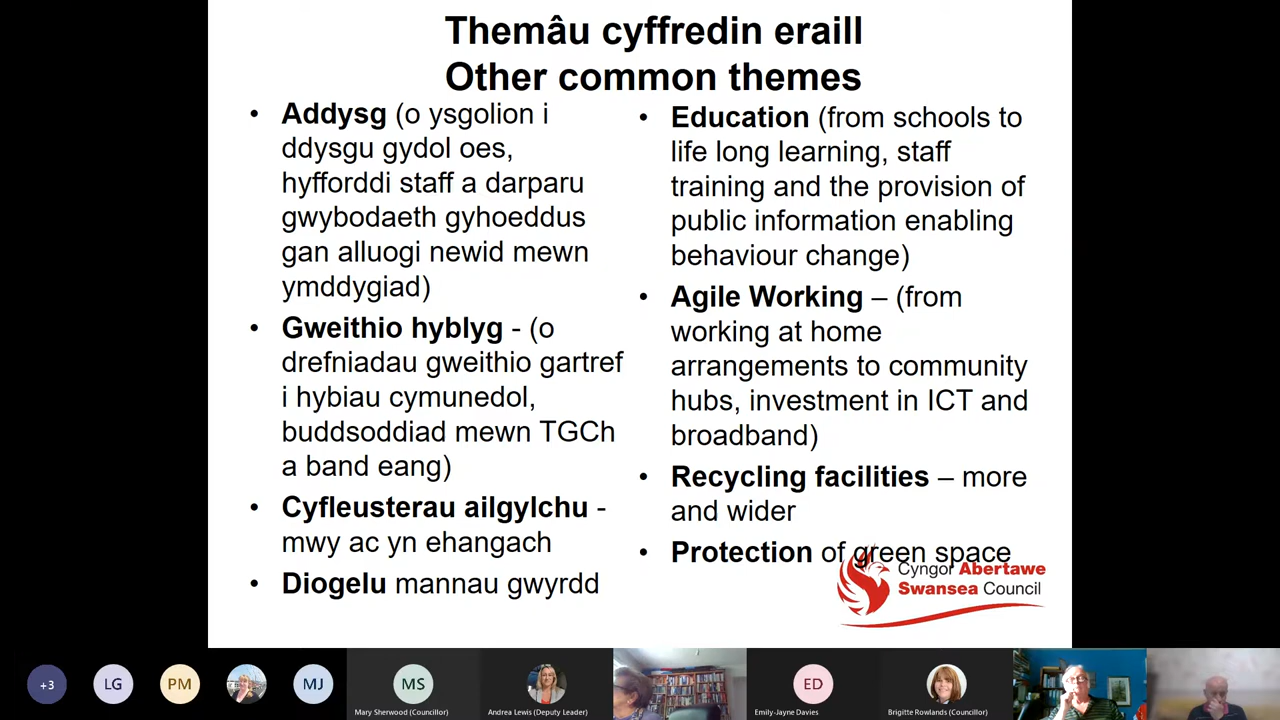 Themâu cyffredin eraill
Other common themes
• Addysg (o ysgolion i
ddysgu gydol oes,
hyfforddi staff a darparu
gwybodaeth gyhoeddus
gan alluogi newid mewn
ymddygiad)
• Gweithio hyblyg - (o
drefniadau gweithio gartref
i hybiau cymunedol,
buddsoddiad mewn TGCh
a band eang)
• Cyfleusterau ailgylchu -
mwy ac yn ehangach
• Diogelu mannau gwyrdd
• Education (from schools to
life long learning, staff
training and the provision of
public information enabling
behaviour change)
• Agile Working – (from
working at home
arrangements to community
hubs, investment in ICT and
broadband)
• Recycling facilities – more
and wider
• Protection of green space
Cyngor Abertawe
Swansea Council
+3
LG
PM
MJ
MS
Mary Sherwood (Councillor)
Andrea Lewis (Deputy Leader)
ED
Emily-Jayne Davies
Brigitte Rowlands (Councillor)